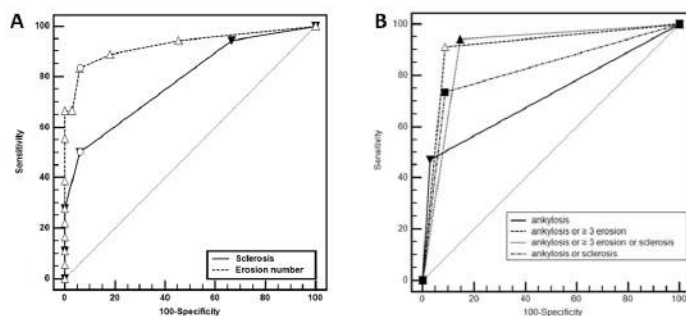 A
100
80
60
40
20
0
Sensitivity
0 20 40 60 80 100
100-Specificity
Sclerosis
Erosion number
B
100
80
60
40
20
0
Sensitivity
0 20 40 60 80 100
100-Specificity
ankylosis
ankylosis or ≥ 3 erosion
ankylosis or ≥ 3 erosion or sclerosis
ankylosis or sclerosis